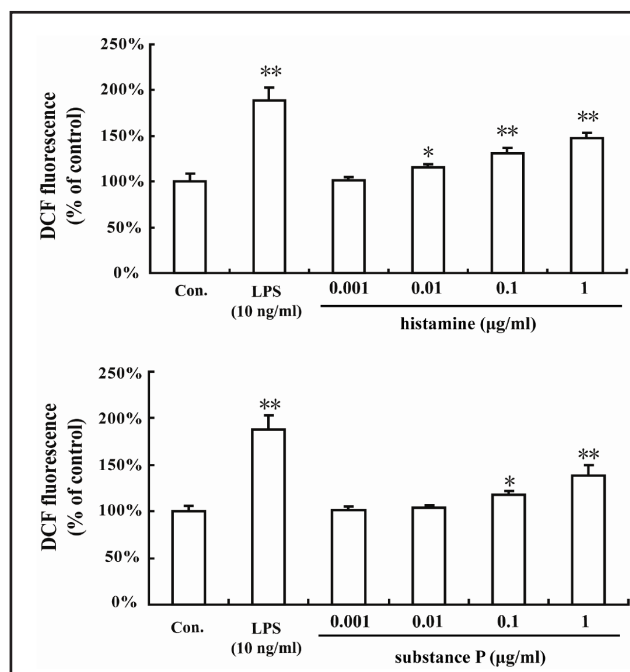 250%
200%
150%
100%
50%
0%
DCF fluorescence
(% of control)
**
*
**
**
Con.
LPS
(10 ng/ml)
0.001
0.01
0.1
1
histamine (µg/ml)
250%
200%
150%
100%
50%
0%
DCF fluorescence
(% of control)
**
*
**
Con.
LPS
(10 ng/ml)
0.001
0.01
0.1
1
substance P (µg/ml)